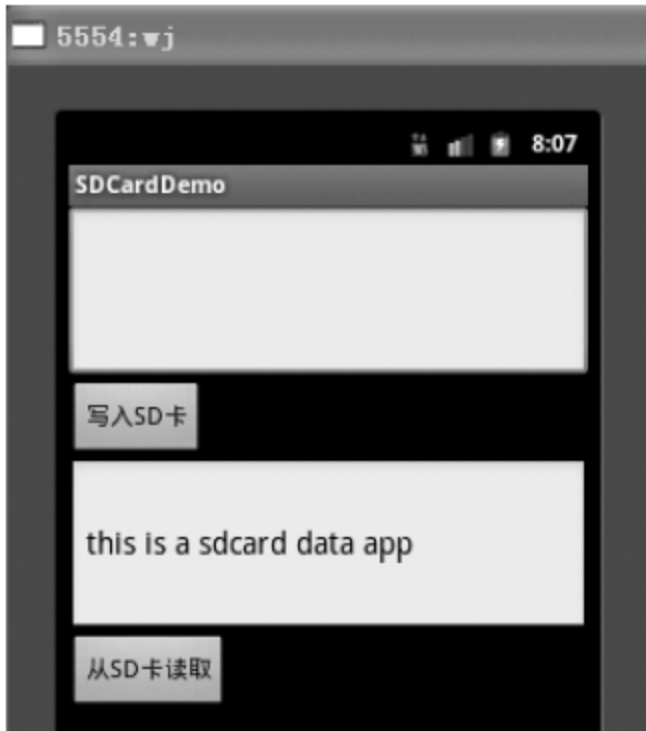 5554:wj
8:07
SDCardDemo
写入SD卡
this is a sdcard data app
从SD卡读取